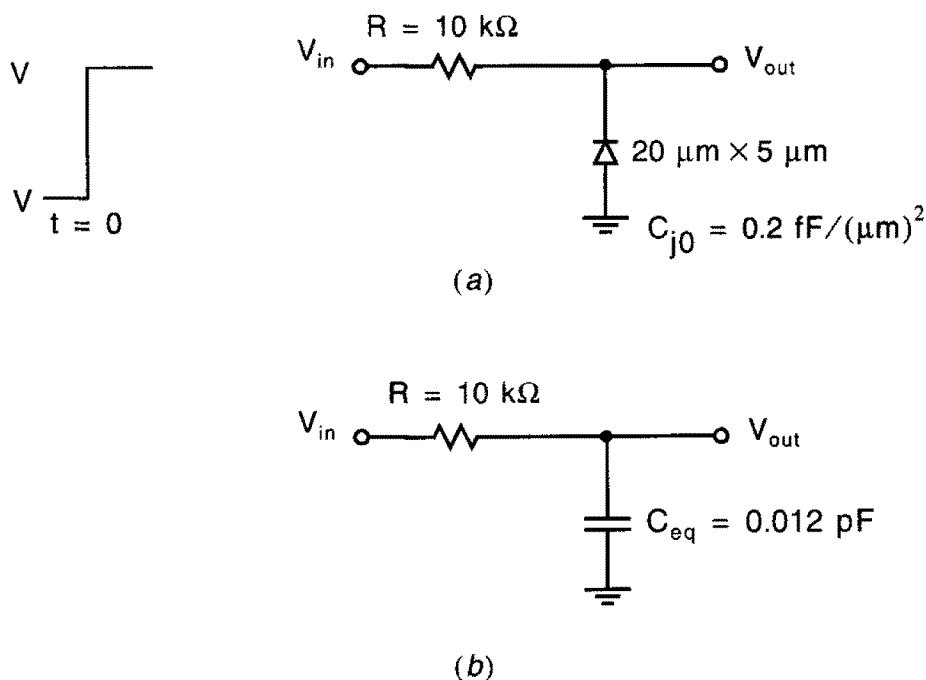 R = 10 kΩ
V
V_in
V_out
20 μm × 5 μm
V
t = 0
C_j0 = 0.2 fF/(μm)^2
(a)
R = 10 kΩ
V_in
V_out
C_eq = 0.012 pF
(b)